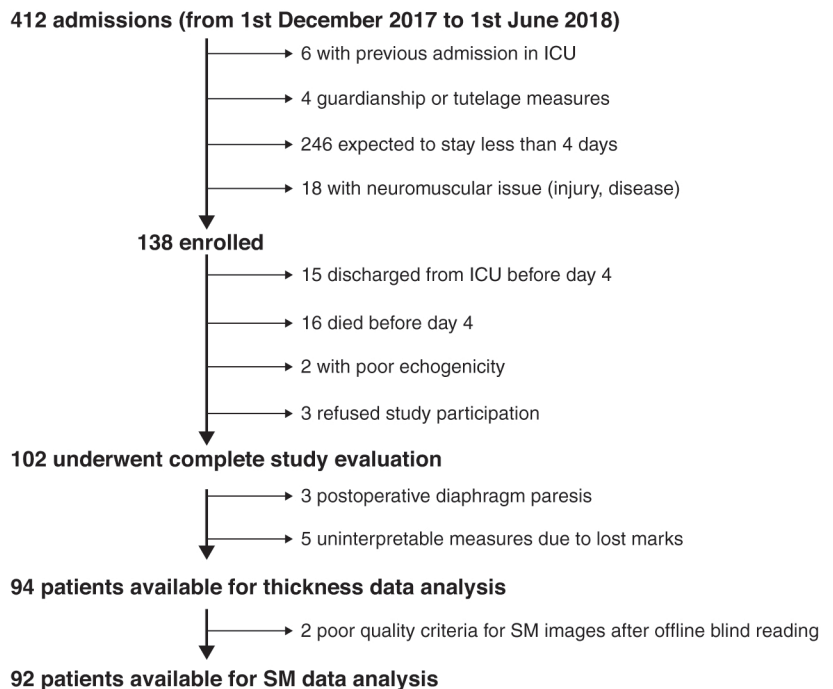 412 admissions (from 1st December 2017 to 1st June 2018)
6 with previous admission in ICU
4 guardianship or tutelage measures
246 expected to stay less than 4 days
18 with neuromuscular issue (injury, disease)
138 enrolled
15 discharged from ICU before day 4
16 died before day 4
2 with poor echogenicity
3 refused study participation
102 underwent complete study evaluation
3 postoperative diaphragm paresis
5 uninterpretable measures due to lost marks
94 patients available for thickness data analysis
2 poor quality criteria for SM images after offline blind reading
92 patients available for SM data analysis